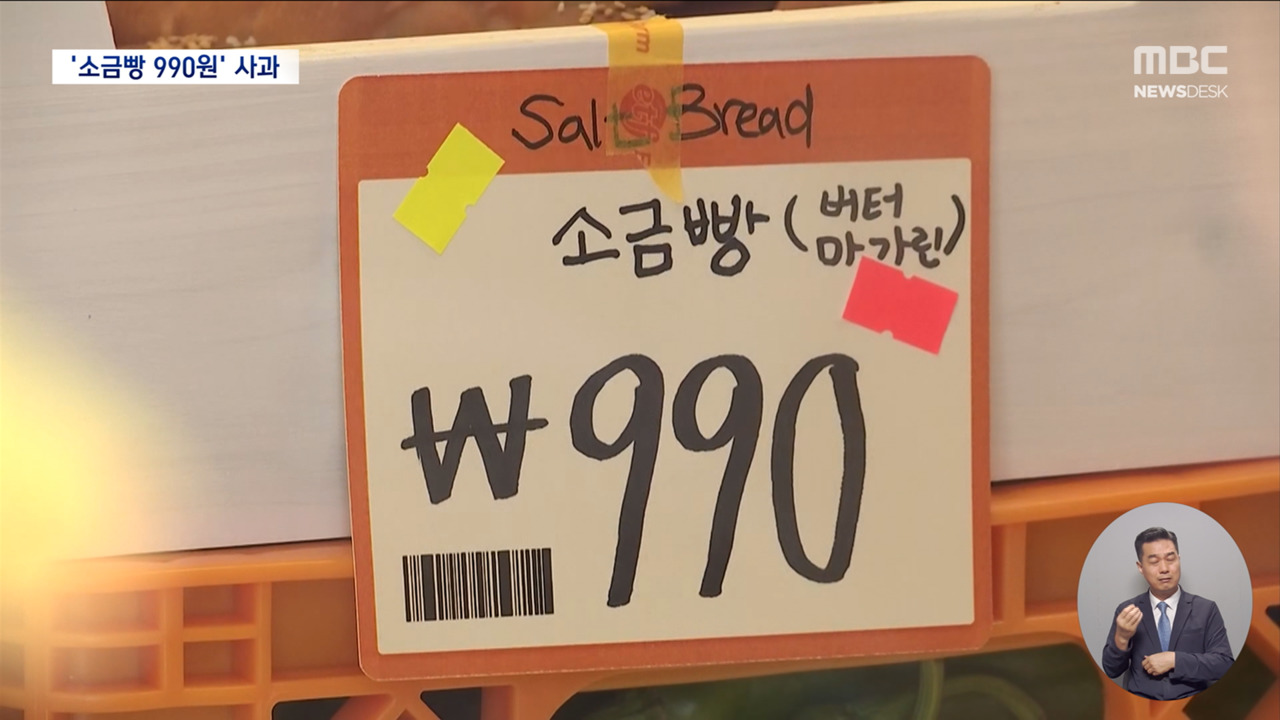 '소금빵 990원' 사과
MBC
NEWSDESK
Salt Bread
소금빵 (버터
마가린)
₩990